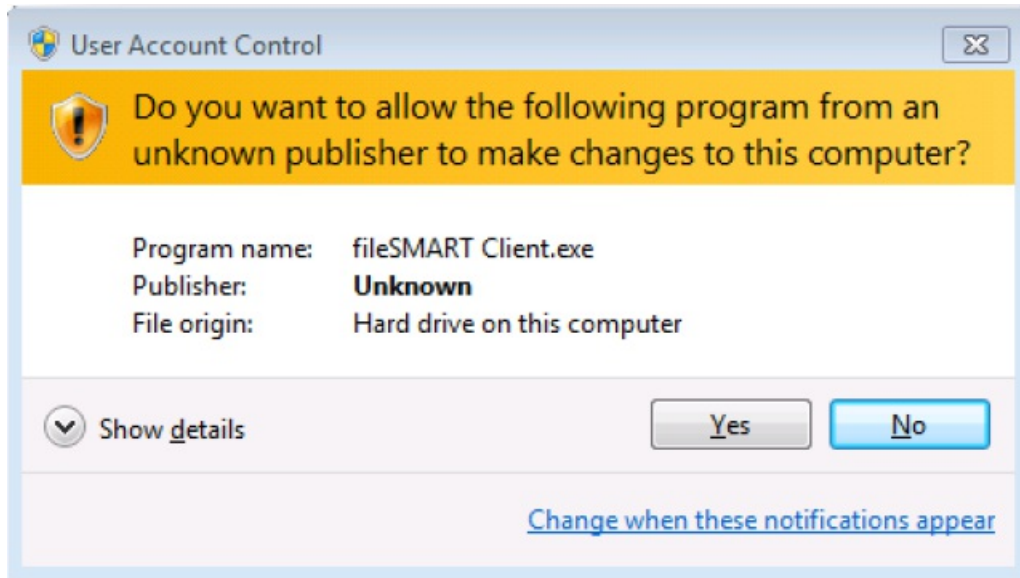 User Account Control
Do you want to allow the following program from an
unknown publisher to make changes to this computer?
Program name: fileSMART Client.exe
Publisher: Unknown
File origin: Hard drive on this computer
Show details
Yes
No
Change when these notifications appear